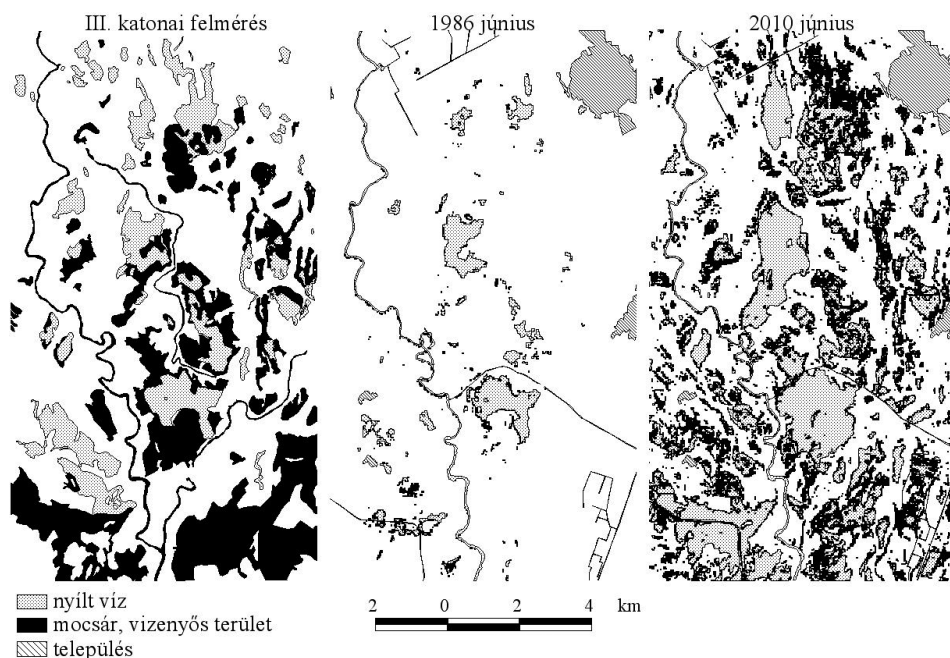 III. katonai felmérés
1986 június
2010 június
nyílt víz
mocsár, vizenyős terület
település
2 0 2 4 km